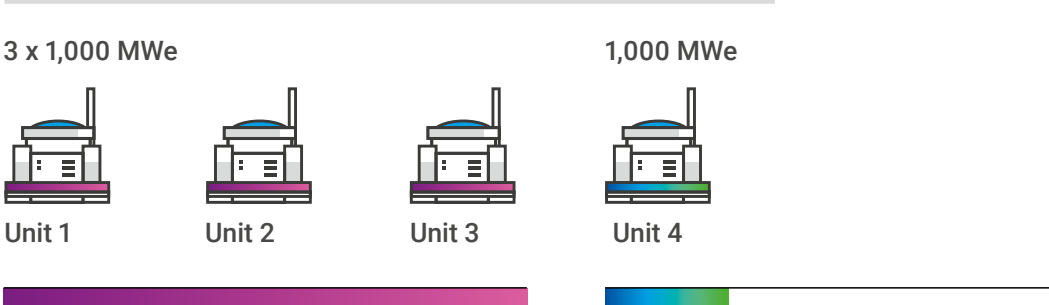 3 x 1,000 MWe
1,000 MWe
Unit 1
Unit 2
Unit 3
Unit 4